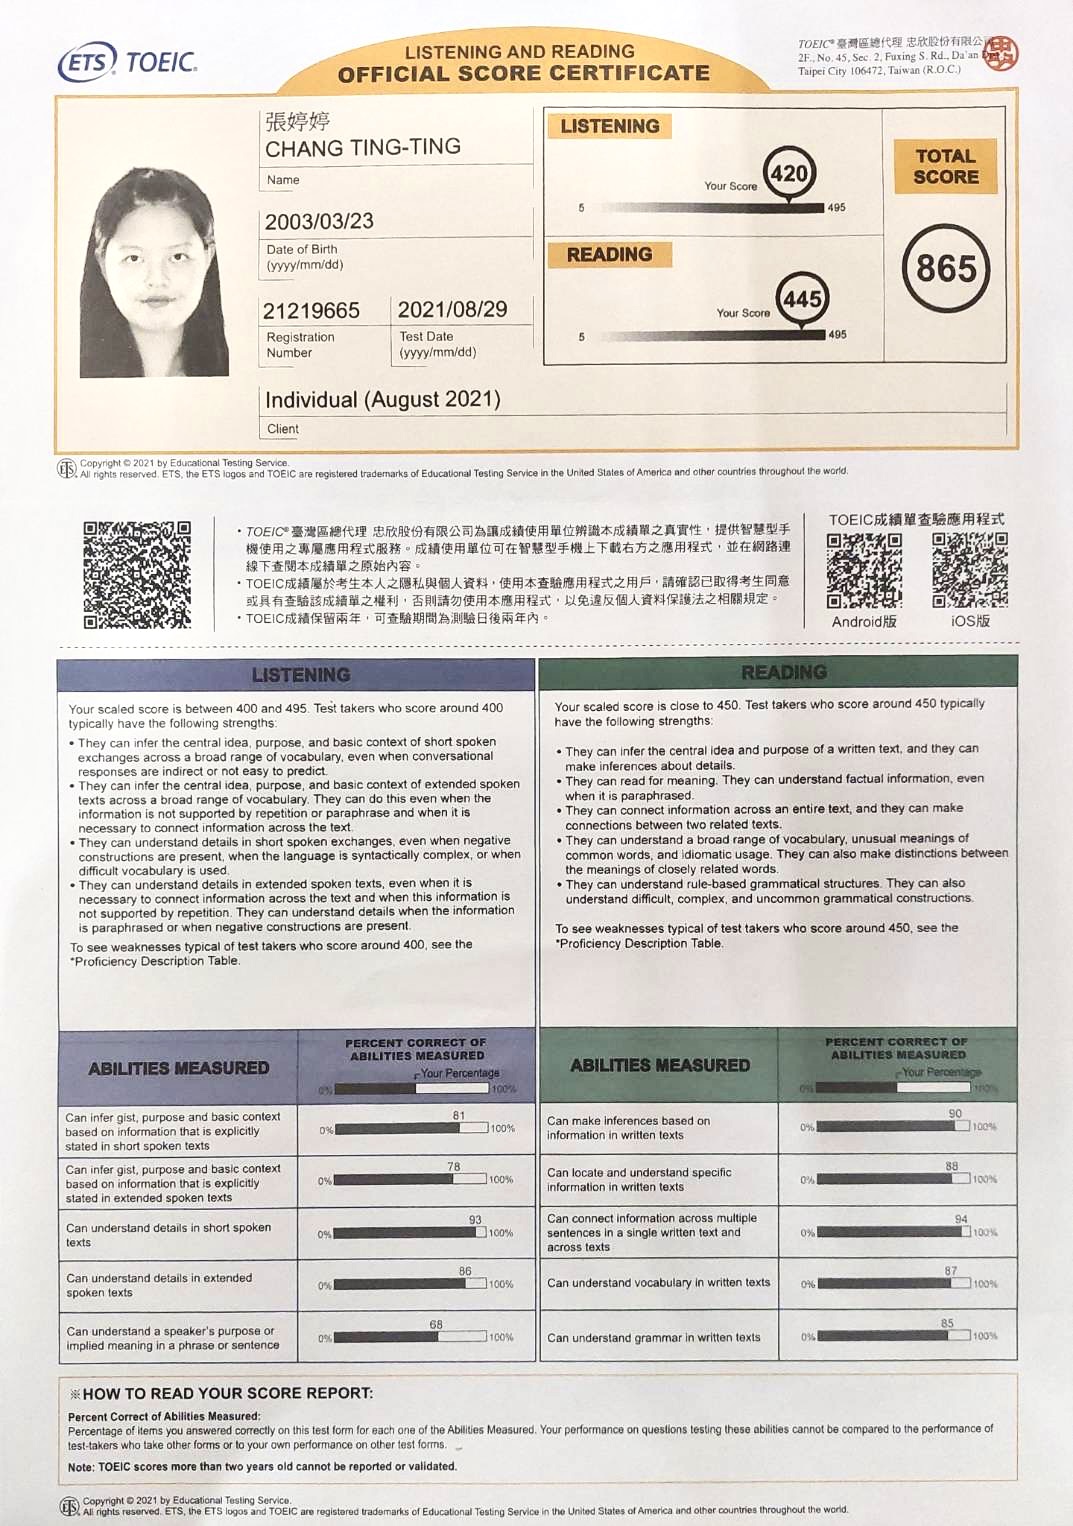 ETS® TOEIC®
LISTENING AND READING
OFFICIAL SCORE CERTIFICATE
TOEIC® 臺灣區總代理 忠欣股份有限公司
2F., No. 45, Sec. 2, Fuxing S. Rd., Da'an
Taipei City 106472, Taiwan (R.O.C.)
張婷婷
CHANG TING-TING
Name
2003/03/23
Date of Birth
(yyyy/mm/dd)
21219665
Registration
Number
2021/08/29
Test Date
(yyyy/mm/dd)
Individual (August 2021)
Client
LISTENING
Your Score 420
5 495
READING
Your Score 445
5 495
TOTAL
SCORE
865
ETS Copyright © 2021 by Educational Testing Service.
All rights reserved. ETS, the ETS logos and TOEIC are registered trademarks of Educational Testing Service in the United States of America and other countries throughout the world.
• TOEIC® 臺灣區總代理 忠欣股份有限公司為讓成績使用單位辨識本成績單之真實性，提供智慧型手
機使用之專屬應用程式服務。成績使用單位可在智慧型手機上下載右方之應用程式，並在網路連
線下查閱本成績單之原始內容。
• TOEIC成績屬於考生本人之隱私與個人資料，使用本查驗應用程式之用戶，請確認已取得考生同意
或具有查驗該成績單之權利，否則請勿使用本應用程式，以免違反個人資料保護法之相關規定。
• TOEIC成績保留兩年，可查驗期間為測驗日後兩年內。
TOEIC成績單查驗應用程式
Android版 iOS版
LISTENING
Your scaled score is between 400 and 495. Test takers who score around 400
typically have the following strengths:
• They can infer the central idea, purpose, and basic context of short spoken
exchanges across a broad range of vocabulary, even when conversational
responses are indirect or not easy to predict.
• They can infer the central idea, purpose, and basic context of extended spoken
texts across a broad range of vocabulary. They can do this even when the
information is not supported by repetition or paraphrase and when it is
necessary to connect information across the text.
• They can understand details in short spoken exchanges, even when negative
constructions are present, when the language is syntactically complex, or when
difficult vocabulary is used.
• They can understand details in extended spoken texts, even when it is
necessary to connect information across the text and when this information is
not supported by repetition. They can understand details when the information
is paraphrased or when negative constructions are present.
To see weaknesses typical of test takers who score around 400, see the
*Proficiency Description Table.
READING
Your scaled score is close to 450. Test takers who score around 450 typically
have the following strengths:
• They can infer the central idea and purpose of a written text, and they can
make inferences about details.
• They can read for meaning. They can understand factual information, even
when it is paraphrased.
• They can connect information across an entire text, and they can make
connections between two related texts.
• They can understand a broad range of vocabulary, unusual meanings of
common words, and idiomatic usage. They can also make distinctions between
the meanings of closely related words.
• They can understand rule-based grammatical structures. They can also
understand difficult, complex, and uncommon grammatical constructions.
To see weaknesses typical of test takers who score around 450, see the
*Proficiency Description Table.
ABILITIES MEASURED
PERCENT CORRECT OF
ABILITIES MEASURED
Your Percentage
0% 100%
Can infer gist, purpose and basic context
based on information that is explicitly
stated in short spoken texts
81
0% 100%
Can infer gist, purpose and basic context
based on information that is explicitly
stated in extended spoken texts
78
0% 100%
Can understand details in short spoken
texts
93
0% 100%
Can understand details in extended
spoken texts
86
0% 100%
Can understand a speaker's purpose or
implied meaning in a phrase or sentence
68
0% 100%
ABILITIES MEASURED
PERCENT CORRECT OF
ABILITIES MEASURED
Your Percentage
0% 100%
Can make inferences based on
information in written texts
90
0% 100%
Can locate and understand specific
information in written texts
88
0% 100%
Can connect information across multiple
sentences in a single written text and
across texts
94
0% 100%
Can understand vocabulary in written texts
87
0% 100%
Can understand grammar in written texts
85
0% 100%
※HOW TO READ YOUR SCORE REPORT:
Percent Correct of Abilities Measured:
Percentage of items you answered correctly on this test form for each one of the Abilities Measured. Your performance on questions testing these abilities cannot be compared to the performance of
test-takers who take other forms or to your own performance on other test forms.
Note: TOEIC scores more than two years old cannot be reported or validated.
ETS Copyright © 2021 by Educational Testing Service.
All rights reserved. ETS, the ETS logos and TOEIC are registered trademarks of Educational Testing Service in the United States of America and other countries throughout the world.